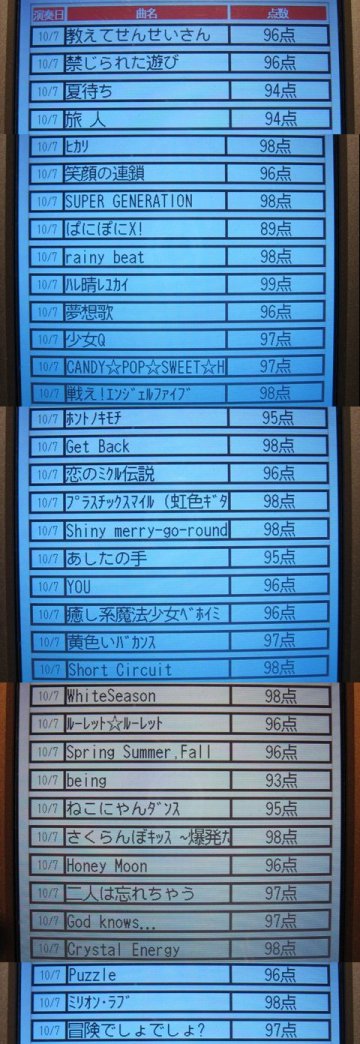 演奏日 曲名 点数
10/7 教えてせんせいさん 96点
10/7 禁じられた遊び 96点
10/7 夏待ち 94点
10/7 旅 人 94点
10/7 ﾋｶﾘ 98点
10/7 笑顔の連鎖 96点
10/7 SUPER GENERATION 98点
10/7 ぱにぽにX! 89点
10/7 rainy beat 98点
10/7 ﾊﾚ晴ﾚﾕｶｲ 99点
10/7 夢想歌 96点
10/7 少女Q 97点
10/7 CANDY☆POP☆SWEET☆H 97点
10/7 戦え!ｴﾝｼﾞｪﾙﾌｧｲﾌﾞ 98点
10/7 ﾎﾝﾄﾉｷﾓﾁ 95点
10/7 Get Back 98点
10/7 恋のﾐｸﾙ伝説 96点
10/7 ﾌﾟﾗｽﾁｯｸｽﾏｲﾙ (虹色ｷﾞﾀ 98点
10/7 Shiny merry-go-round 98点
10/7 あしたの手 95点
10/7 YOU 96点
10/7 癒し系魔法少女ﾍﾞﾎｲﾐ 96点
10/7 黄色いﾊﾞｶﾝｽ 97点
10/7 Short Circuit 98点
10/7 WhiteSeason 98点
10/7 ﾙｰﾚｯﾄ☆ﾙｰﾚｯﾄ 96点
10/7 Spring Summer,Fall 96点
10/7 being 93点
10/7 ねこにゃんﾀﾞﾝｽ 95点
10/7 さくらんぼｷｯｽ ~爆発だ 98点
10/7 Honey Moon 96点
10/7 二人は忘れちゃう 97点
10/7 God knows... 97点
10/7 Crystal Energy 98点
10/7 Puzzle 96点
10/7 ﾐﾘｵﾝ･ﾗﾌﾞ 98点
10/7 冒険でしょでしょ? 97点